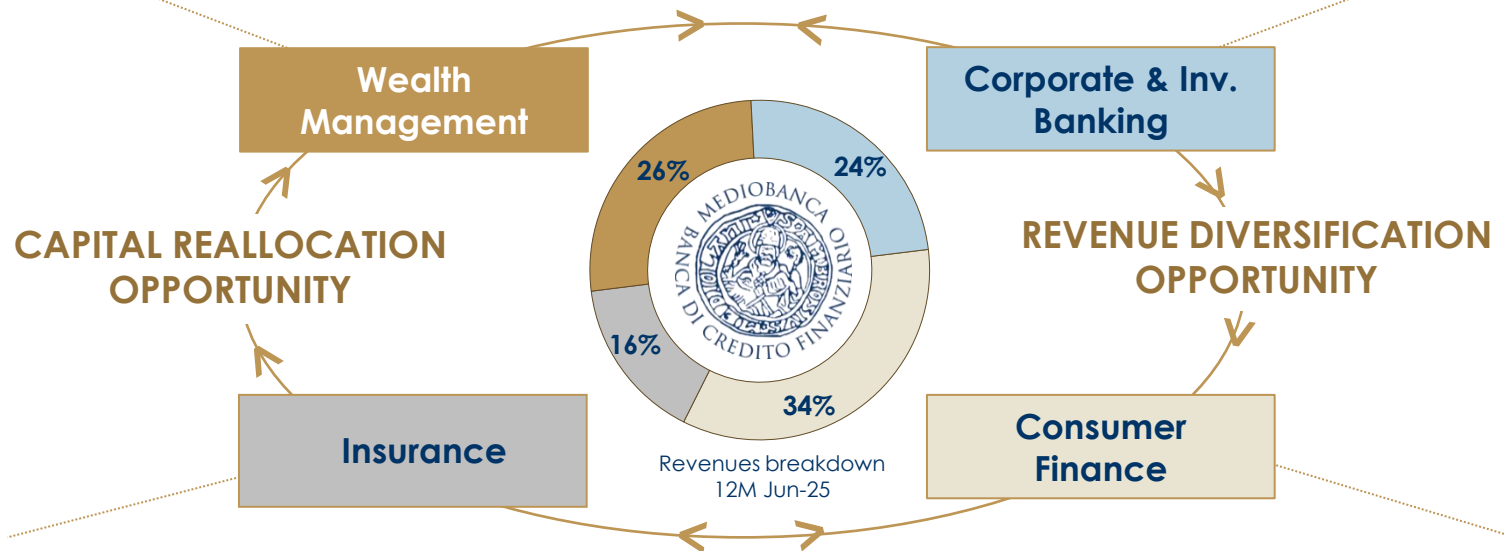 Wealth
Management
Corporate & Inv.
Banking
26%
24%
MEDIOBANCA
BANCA DI CREDITO FINANZIARIO
CAPITAL REALLOCATION
OPPORTUNITY
REVENUE DIVERSIFICATION
OPPORTUNITY
16%
34%
Insurance
Consumer
Finance
Revenues breakdown
12M Jun-25